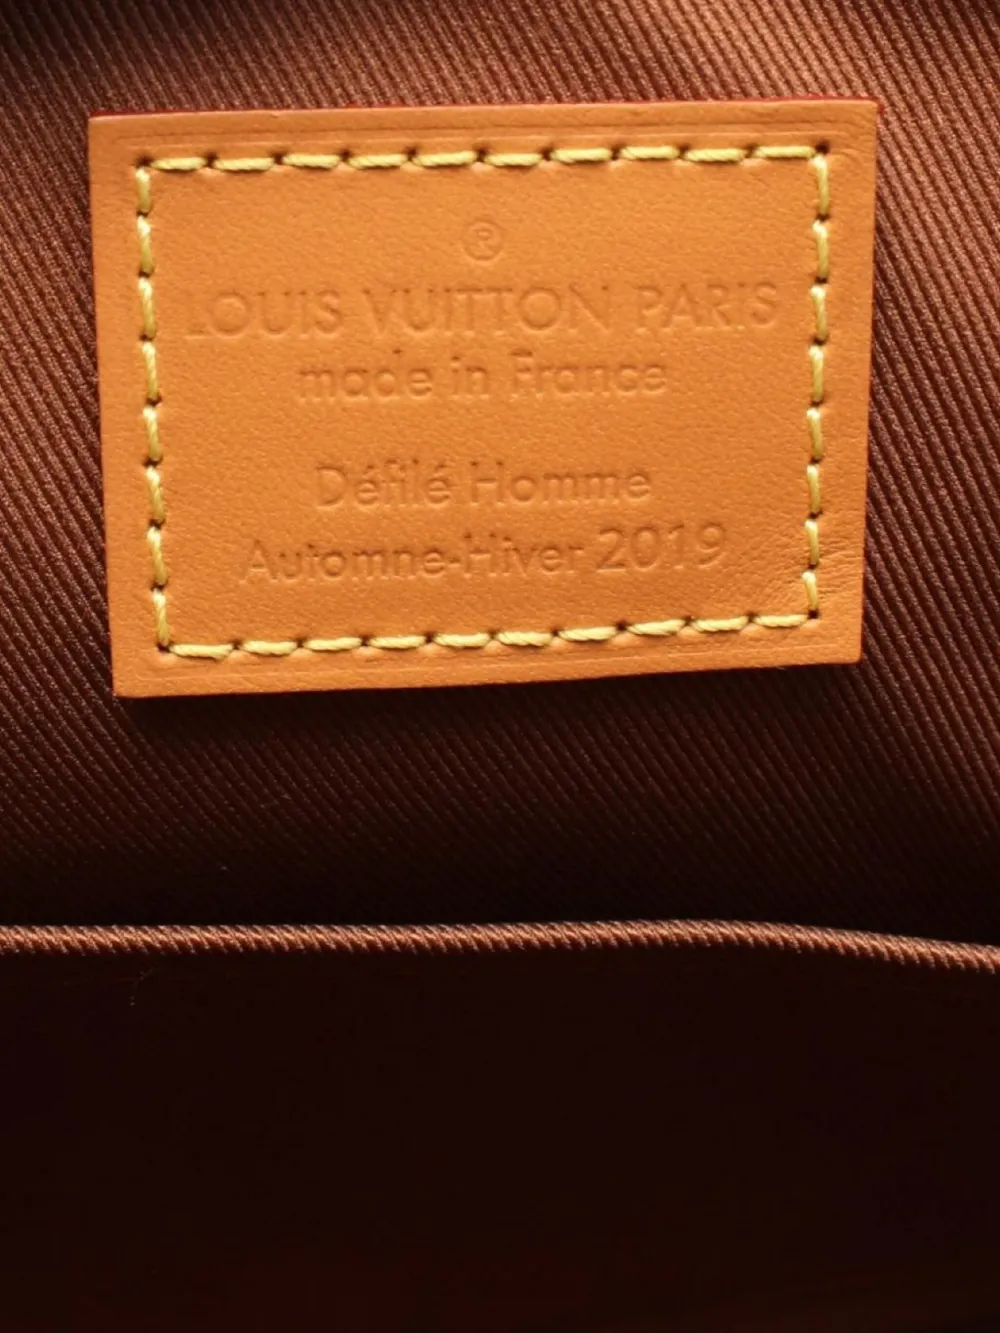 ®
LOUIS VUITTON PARIS
made in France
Défilé Homme
Automne-Hiver 2019